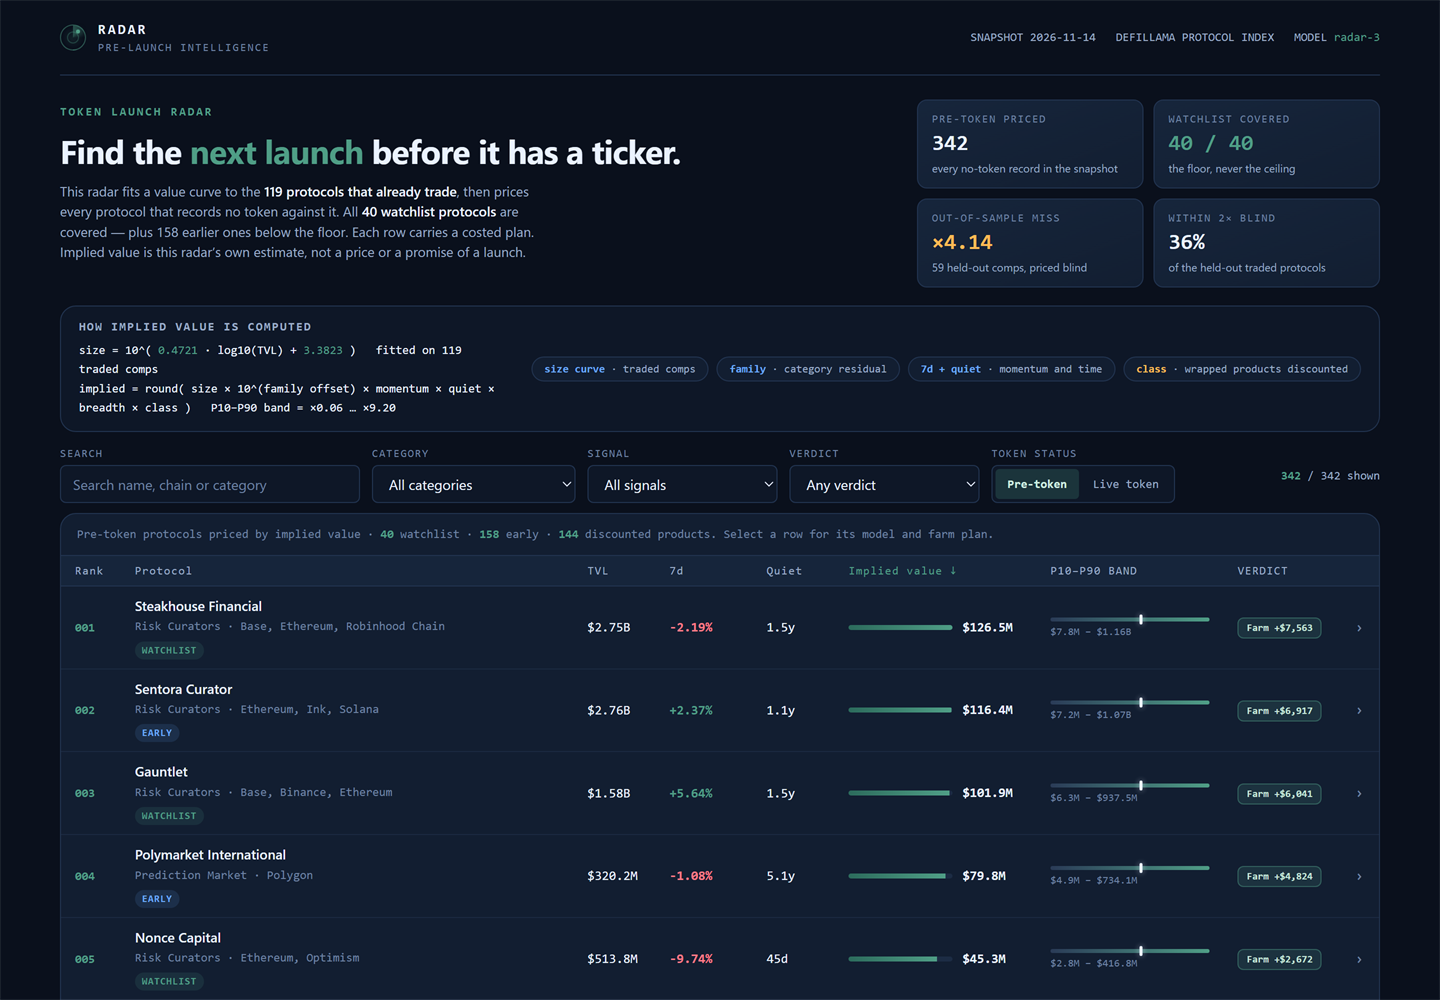 RADAR
PRE-LAUNCH INTELLIGENCE
SNAPSHOT 2026-11-14 DEFILLAMA PROTOCOL INDEX MODEL radar-3
TOKEN LAUNCH RADAR
Find the next launch before it has a ticker.
This radar fits a value curve to the 119 protocols that already trade, then prices
every protocol that records no token against it. All 40 watchlist protocols are
covered — plus 158 earlier ones below the floor. Each row carries a costed plan.
Implied value is this radar's own estimate, not a price or a promise of a launch.
PRE-TOKEN PRICED
342
every no-token record in the snapshot
WATCHLIST COVERED
40 / 40
the floor, never the ceiling
OUT-OF-SAMPLE MISS
×4.14
59 held-out comps, priced blind
WITHIN 2× BLIND
36%
of the held-out traded protocols
HOW IMPLIED VALUE IS COMPUTED
size = 10^( 0.4721 · log10(TVL) + 3.3823 ) fitted on 119
traded comps
implied = round( size × 10^(family offset) × momentum × quiet ×
breadth × class ) P10–P90 band = ×0.06 … ×9.20
size curve · traded comps
family · category residual
7d + quiet · momentum and time
class · wrapped products discounted
SEARCH
Search name, chain or category
CATEGORY
All categories
SIGNAL
All signals
VERDICT
Any verdict
TOKEN STATUS
Pre-token Live token
342 / 342 shown
Pre-token protocols priced by implied value · 40 watchlist · 158 early · 144 discounted products. Select a row for its model and farm plan.
Rank Protocol TVL 7d Quiet Implied value ↓ P10–P90 BAND VERDICT
001
Steakhouse Financial
Risk Curators · Base, Ethereum, Robinhood Chain
WATCHLIST
$2.75B -2.19% 1.5y $126.5M
$7.8M – $1.16B
Farm +$7,563 ›
002
Sentora Curator
Risk Curators · Ethereum, Ink, Solana
EARLY
$2.76B +2.37% 1.1y $116.4M
$7.2M – $1.07B
Farm +$6,917 ›
003
Gauntlet
Risk Curators · Base, Binance, Ethereum
WATCHLIST
$1.58B +5.64% 1.5y $101.9M
$6.3M – $937.5M
Farm +$6,041 ›
004
Polymarket International
Prediction Market · Polygon
EARLY
$320.2M -1.08% 5.1y $79.8M
$4.9M – $734.1M
Farm +$4,824 ›
005
Nonce Capital
Risk Curators · Ethereum, Optimism
WATCHLIST
$513.8M -9.74% 45d $45.3M
$2.8M – $416.8M
Farm +$2,672 ›